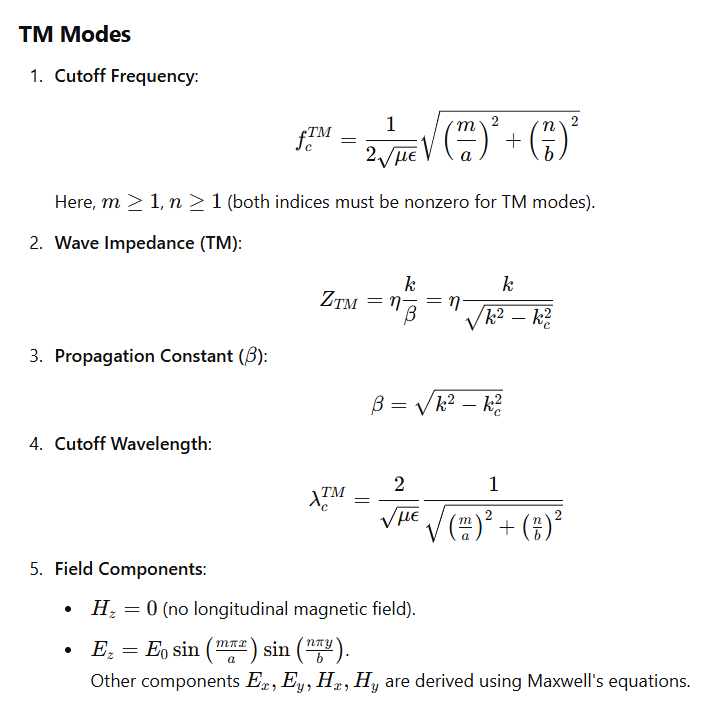 TM Modes
1. Cutoff Frequency:
f_c^{TM} = \frac{1}{2\sqrt{\mu\epsilon}} \sqrt{\left(\frac{m}{a}\right)^2 + \left(\frac{n}{b}\right)^2}
Here, m ≥ 1, n ≥ 1 (both indices must be nonzero for TM modes).
2. Wave Impedance (TM):
Z_{TM} = \eta \frac{k}{\beta} = \eta \frac{k}{\sqrt{k^2 - k_c^2}}
3. Propagation Constant (β):
\beta = \sqrt{k^2 - k_c^2}
4. Cutoff Wavelength:
\lambda_c^{TM} = \frac{2}{\sqrt{\mu\epsilon}} \frac{1}{\sqrt{\left(\frac{m}{a}\right)^2 + \left(\frac{n}{b}\right)^2}}
5. Field Components:
• H_z = 0 (no longitudinal magnetic field).
• E_z = E_0 \sin\left(\frac{m\pi x}{a}\right) \sin\left(\frac{n\pi y}{b}\right).
Other components E_x, E_y, H_x, H_y are derived using Maxwell's equations.